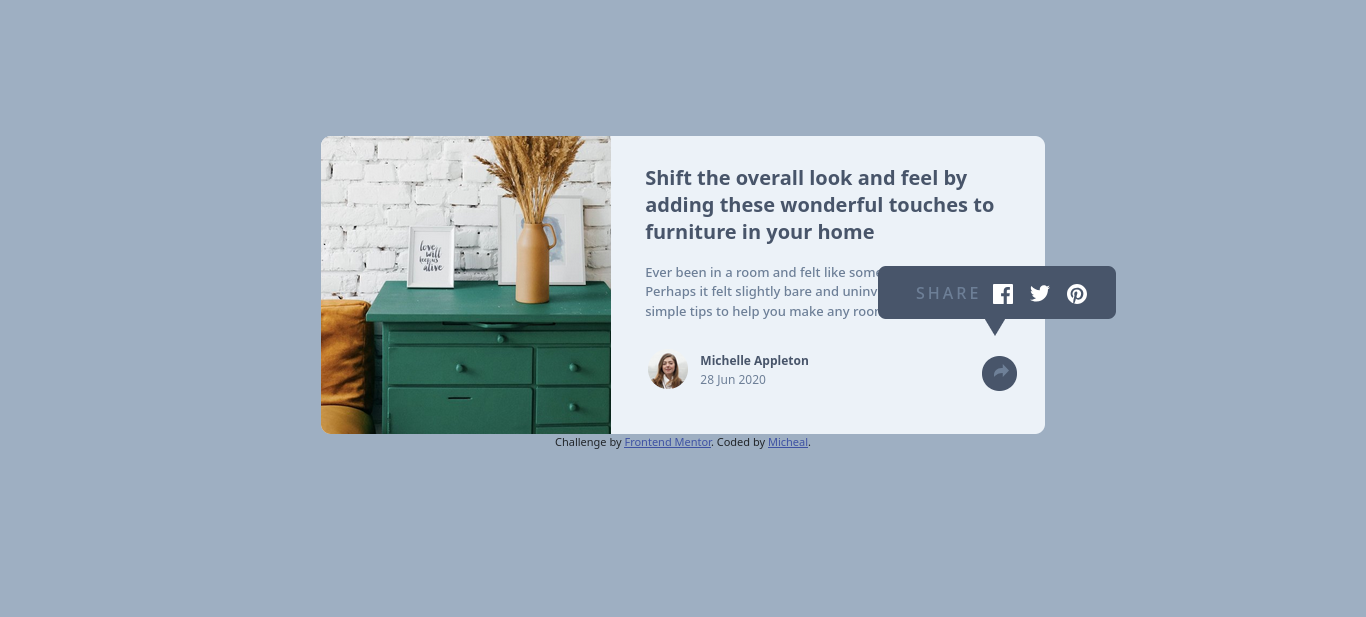 Shift the overall look and feel by
adding these wonderful touches to
furniture in your home
Ever been in a room and felt like some
Perhaps it felt slightly bare and uninv
simple tips to help you make any roo
SHARE
love
will
keep us
alive
Michelle Appleton
28 Jun 2020
Challenge by Frontend Mentor. Coded by Micheal.